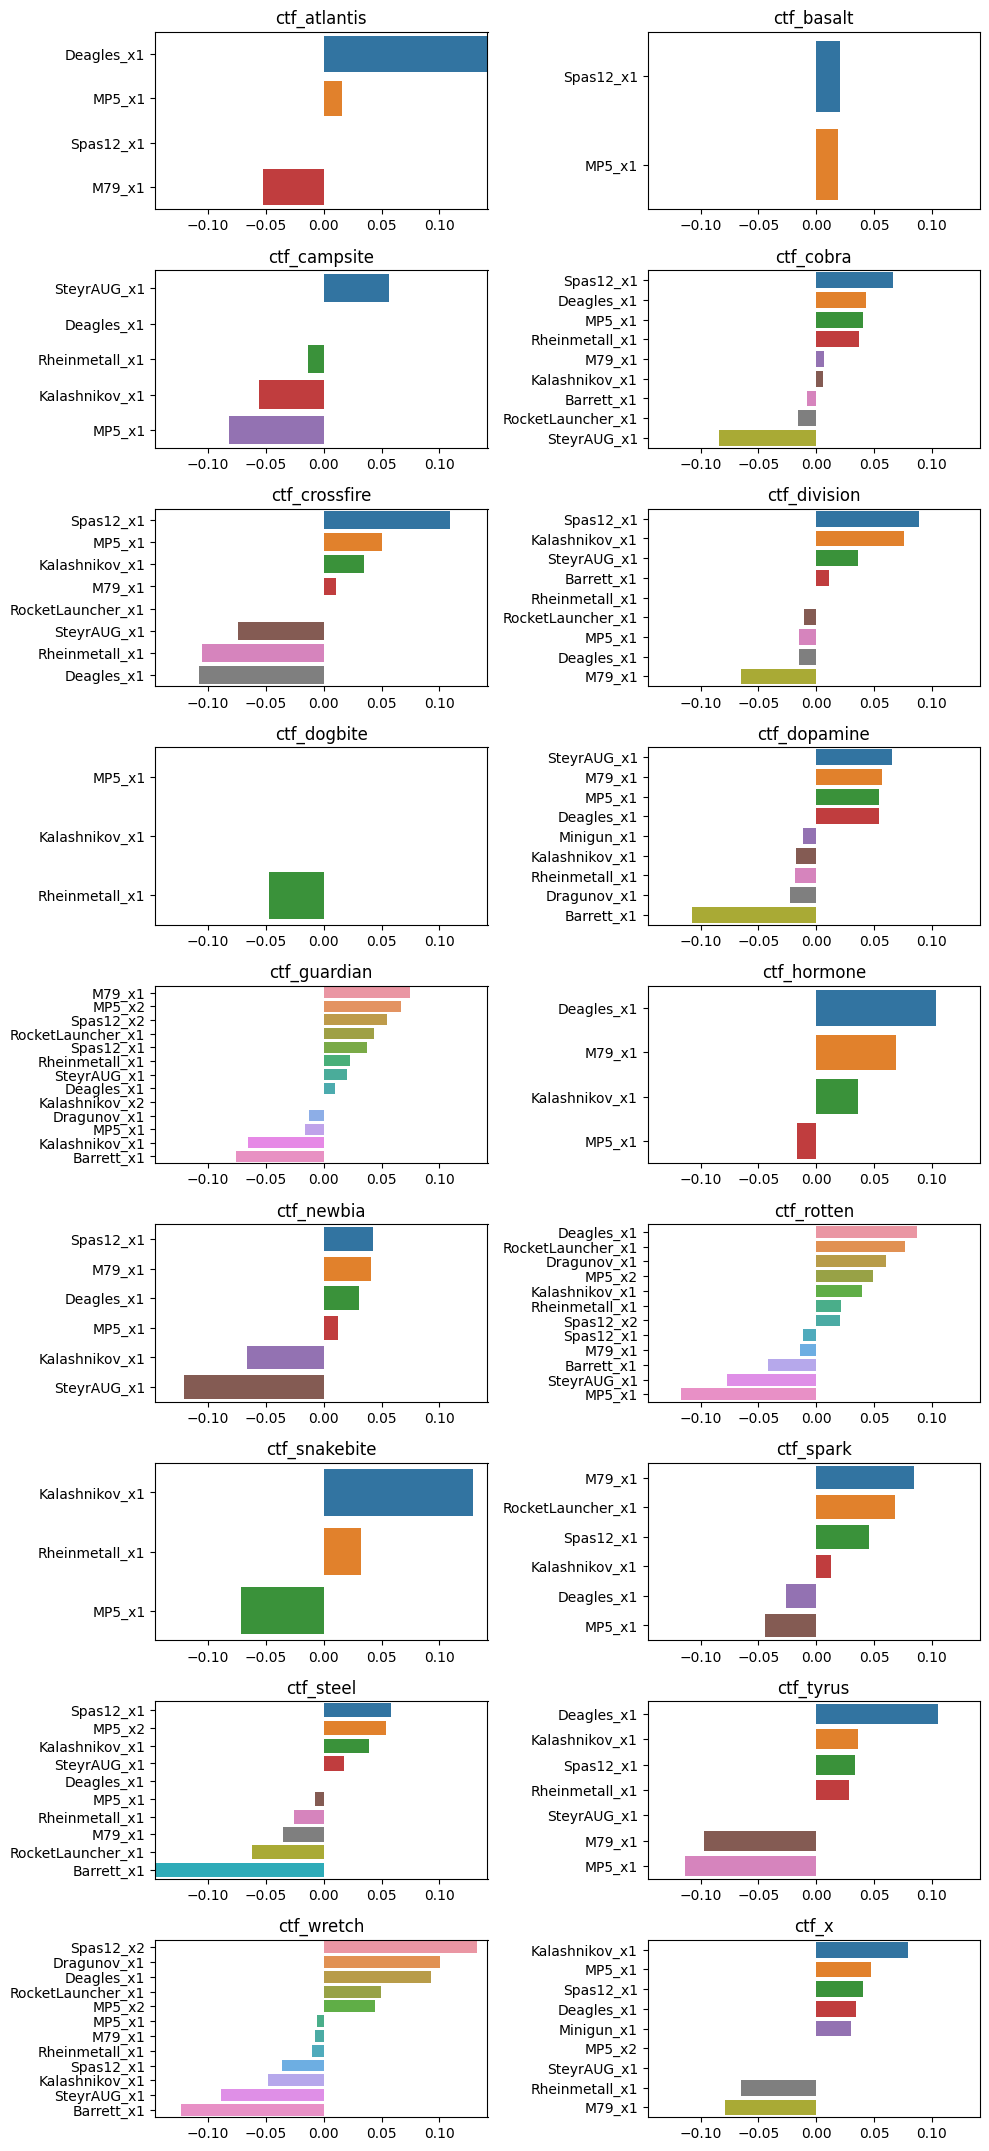 ctf_atlantis
Deagles_x1
MP5_x1
Spas12_x1
M79_x1
−0.10 −0.05 0.00 0.05 0.10
ctf_basalt
Spas12_x1
MP5_x1
−0.10 −0.05 0.00 0.05 0.10
ctf_campsite
SteyrAUG_x1
Deagles_x1
Rheinmetall_x1
Kalashnikov_x1
MP5_x1
−0.10 −0.05 0.00 0.05 0.10
ctf_cobra
Spas12_x1
Deagles_x1
MP5_x1
Rheinmetall_x1
M79_x1
Kalashnikov_x1
Barrett_x1
RocketLauncher_x1
SteyrAUG_x1
−0.10 −0.05 0.00 0.05 0.10
ctf_crossfire
Spas12_x1
MP5_x1
Kalashnikov_x1
M79_x1
RocketLauncher_x1
SteyrAUG_x1
Rheinmetall_x1
Deagles_x1
−0.10 −0.05 0.00 0.05 0.10
ctf_division
Spas12_x1
Kalashnikov_x1
SteyrAUG_x1
Barrett_x1
Rheinmetall_x1
RocketLauncher_x1
MP5_x1
Deagles_x1
M79_x1
−0.10 −0.05 0.00 0.05 0.10
ctf_dogbite
MP5_x1
Kalashnikov_x1
Rheinmetall_x1
−0.10 −0.05 0.00 0.05 0.10
ctf_dopamine
SteyrAUG_x1
M79_x1
MP5_x1
Deagles_x1
Minigun_x1
Kalashnikov_x1
Rheinmetall_x1
Dragunov_x1
Barrett_x1
−0.10 −0.05 0.00 0.05 0.10
ctf_guardian
M79_x1
MP5_x2
Spas12_x2
RocketLauncher_x1
Spas12_x1
Rheinmetall_x1
SteyrAUG_x1
Deagles_x1
Kalashnikov_x2
Dragunov_x1
MP5_x1
Kalashnikov_x1
Barrett_x1
−0.10 −0.05 0.00 0.05 0.10
ctf_hormone
Deagles_x1
M79_x1
Kalashnikov_x1
MP5_x1
−0.10 −0.05 0.00 0.05 0.10
ctf_newbia
Spas12_x1
M79_x1
Deagles_x1
MP5_x1
Kalashnikov_x1
SteyrAUG_x1
−0.10 −0.05 0.00 0.05 0.10
ctf_rotten
Deagles_x1
RocketLauncher_x1
Dragunov_x1
MP5_x2
Kalashnikov_x1
Rheinmetall_x1
Spas12_x2
Spas12_x1
M79_x1
Barrett_x1
SteyrAUG_x1
MP5_x1
−0.10 −0.05 0.00 0.05 0.10
ctf_snakebite
Kalashnikov_x1
Rheinmetall_x1
MP5_x1
−0.10 −0.05 0.00 0.05 0.10
ctf_spark
M79_x1
RocketLauncher_x1
Spas12_x1
Kalashnikov_x1
Deagles_x1
MP5_x1
−0.10 −0.05 0.00 0.05 0.10
ctf_steel
Spas12_x1
MP5_x2
Kalashnikov_x1
SteyrAUG_x1
Deagles_x1
MP5_x1
Rheinmetall_x1
M79_x1
RocketLauncher_x1
Barrett_x1
−0.10 −0.05 0.00 0.05 0.10
ctf_tyrus
Deagles_x1
Kalashnikov_x1
Spas12_x1
Rheinmetall_x1
SteyrAUG_x1
M79_x1
MP5_x1
−0.10 −0.05 0.00 0.05 0.10
ctf_wretch
Spas12_x2
Dragunov_x1
Deagles_x1
RocketLauncher_x1
MP5_x2
MP5_x1
M79_x1
Rheinmetall_x1
Spas12_x1
Kalashnikov_x1
SteyrAUG_x1
Barrett_x1
−0.10 −0.05 0.00 0.05 0.10
ctf_x
Kalashnikov_x1
MP5_x1
Spas12_x1
Deagles_x1
Minigun_x1
MP5_x2
SteyrAUG_x1
Rheinmetall_x1
M79_x1
−0.10 −0.05 0.00 0.05 0.10